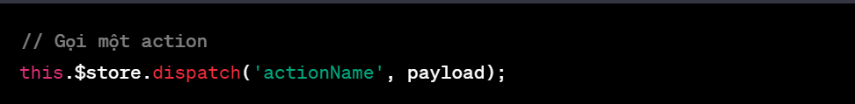 // Gọi một action
this.$store.dispatch('actionName', payload);